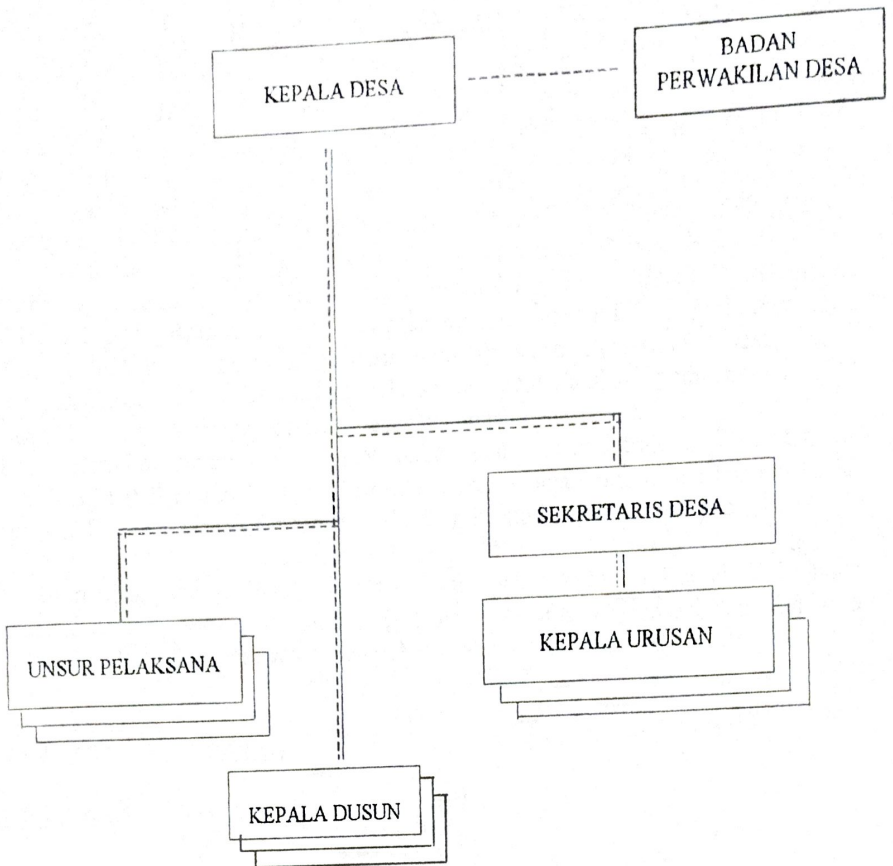 KEPALA DESA
BADAN
PERWAKILAN DESA
SEKRETARIS DESA
KEPALA URUSAN
UNSUR PELAKSANA
KEPALA DUSUN